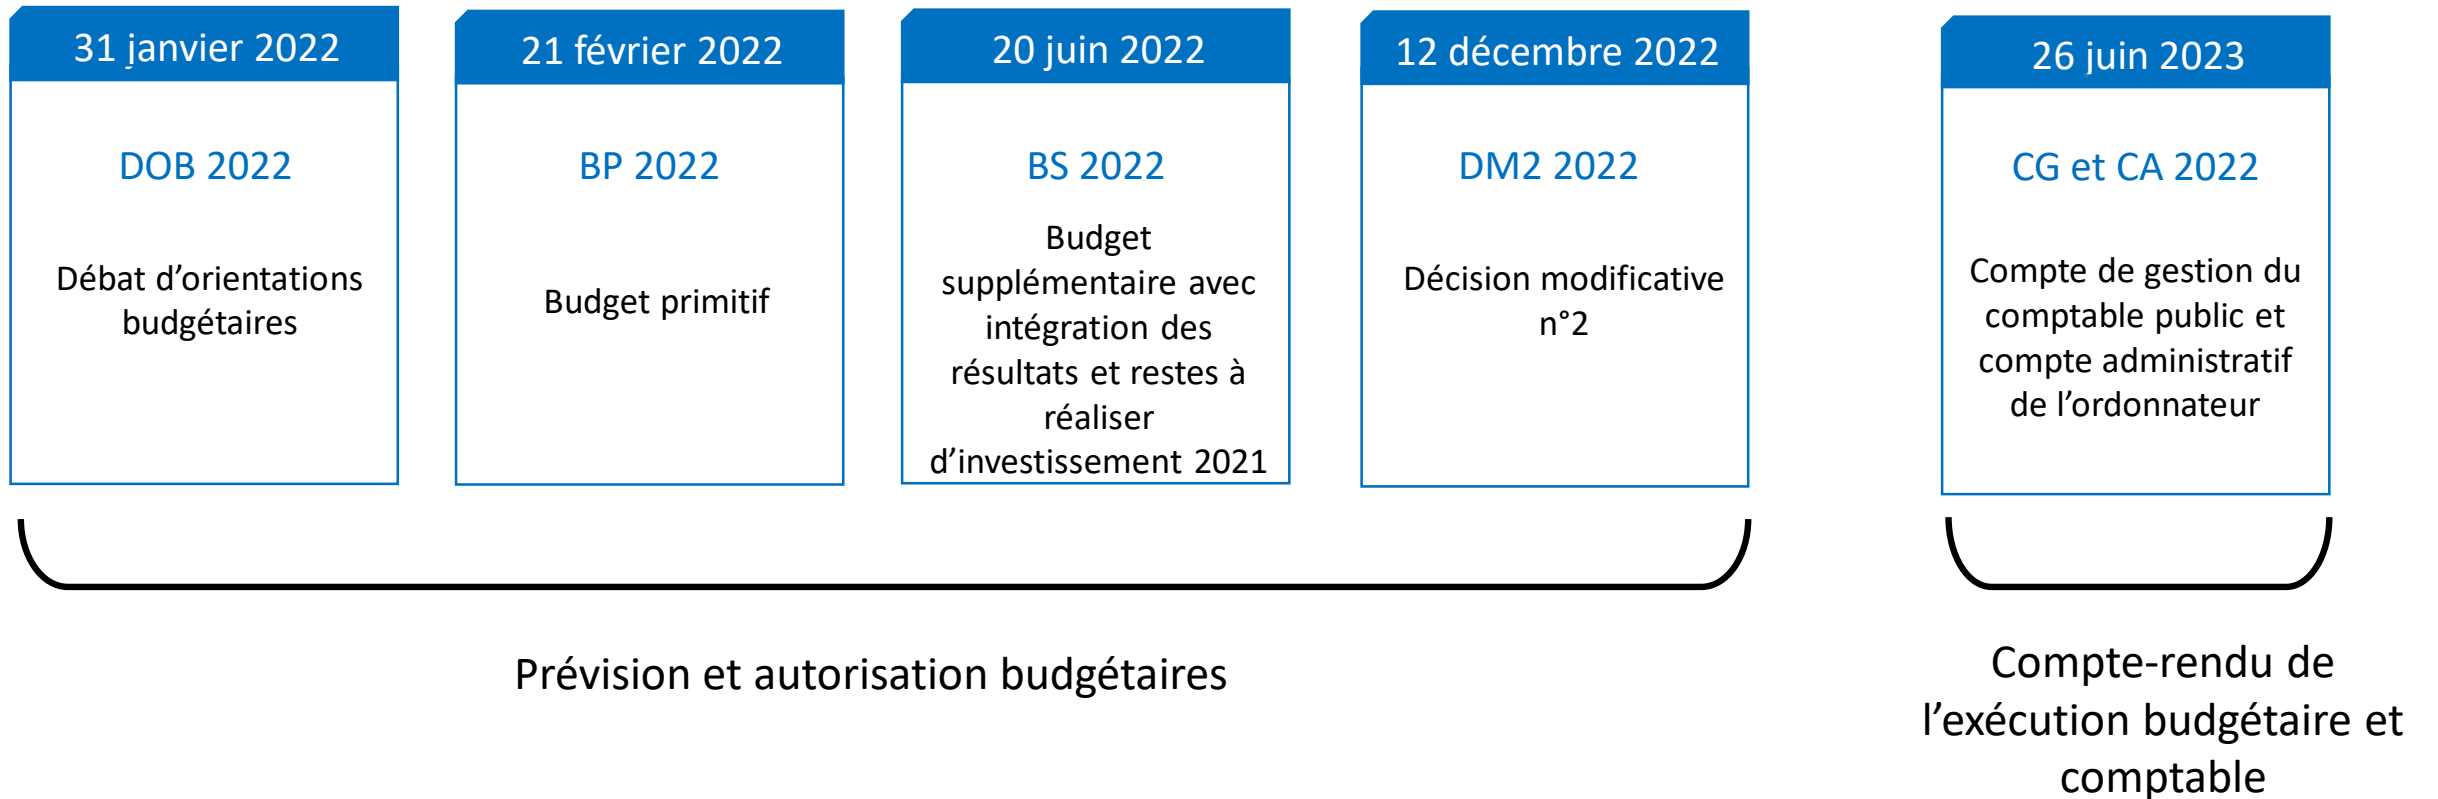 31 janvier 2022
DOB 2022
Débat d’orientations
budgétaires
21 février 2022
BP 2022
Budget primitif
20 juin 2022
BS 2022
Budget
supplémentaire avec
intégration des
résultats et restes à
réaliser
d’investissement 2021
12 décembre 2022
DM2 2022
Décision modificative
n°2
26 juin 2023
CG et CA 2022
Compte de gestion du
comptable public et
compte administratif
de l’ordonnateur
Prévision et autorisation budgétaires
Compte-rendu de
l’exécution budgétaire et
comptable